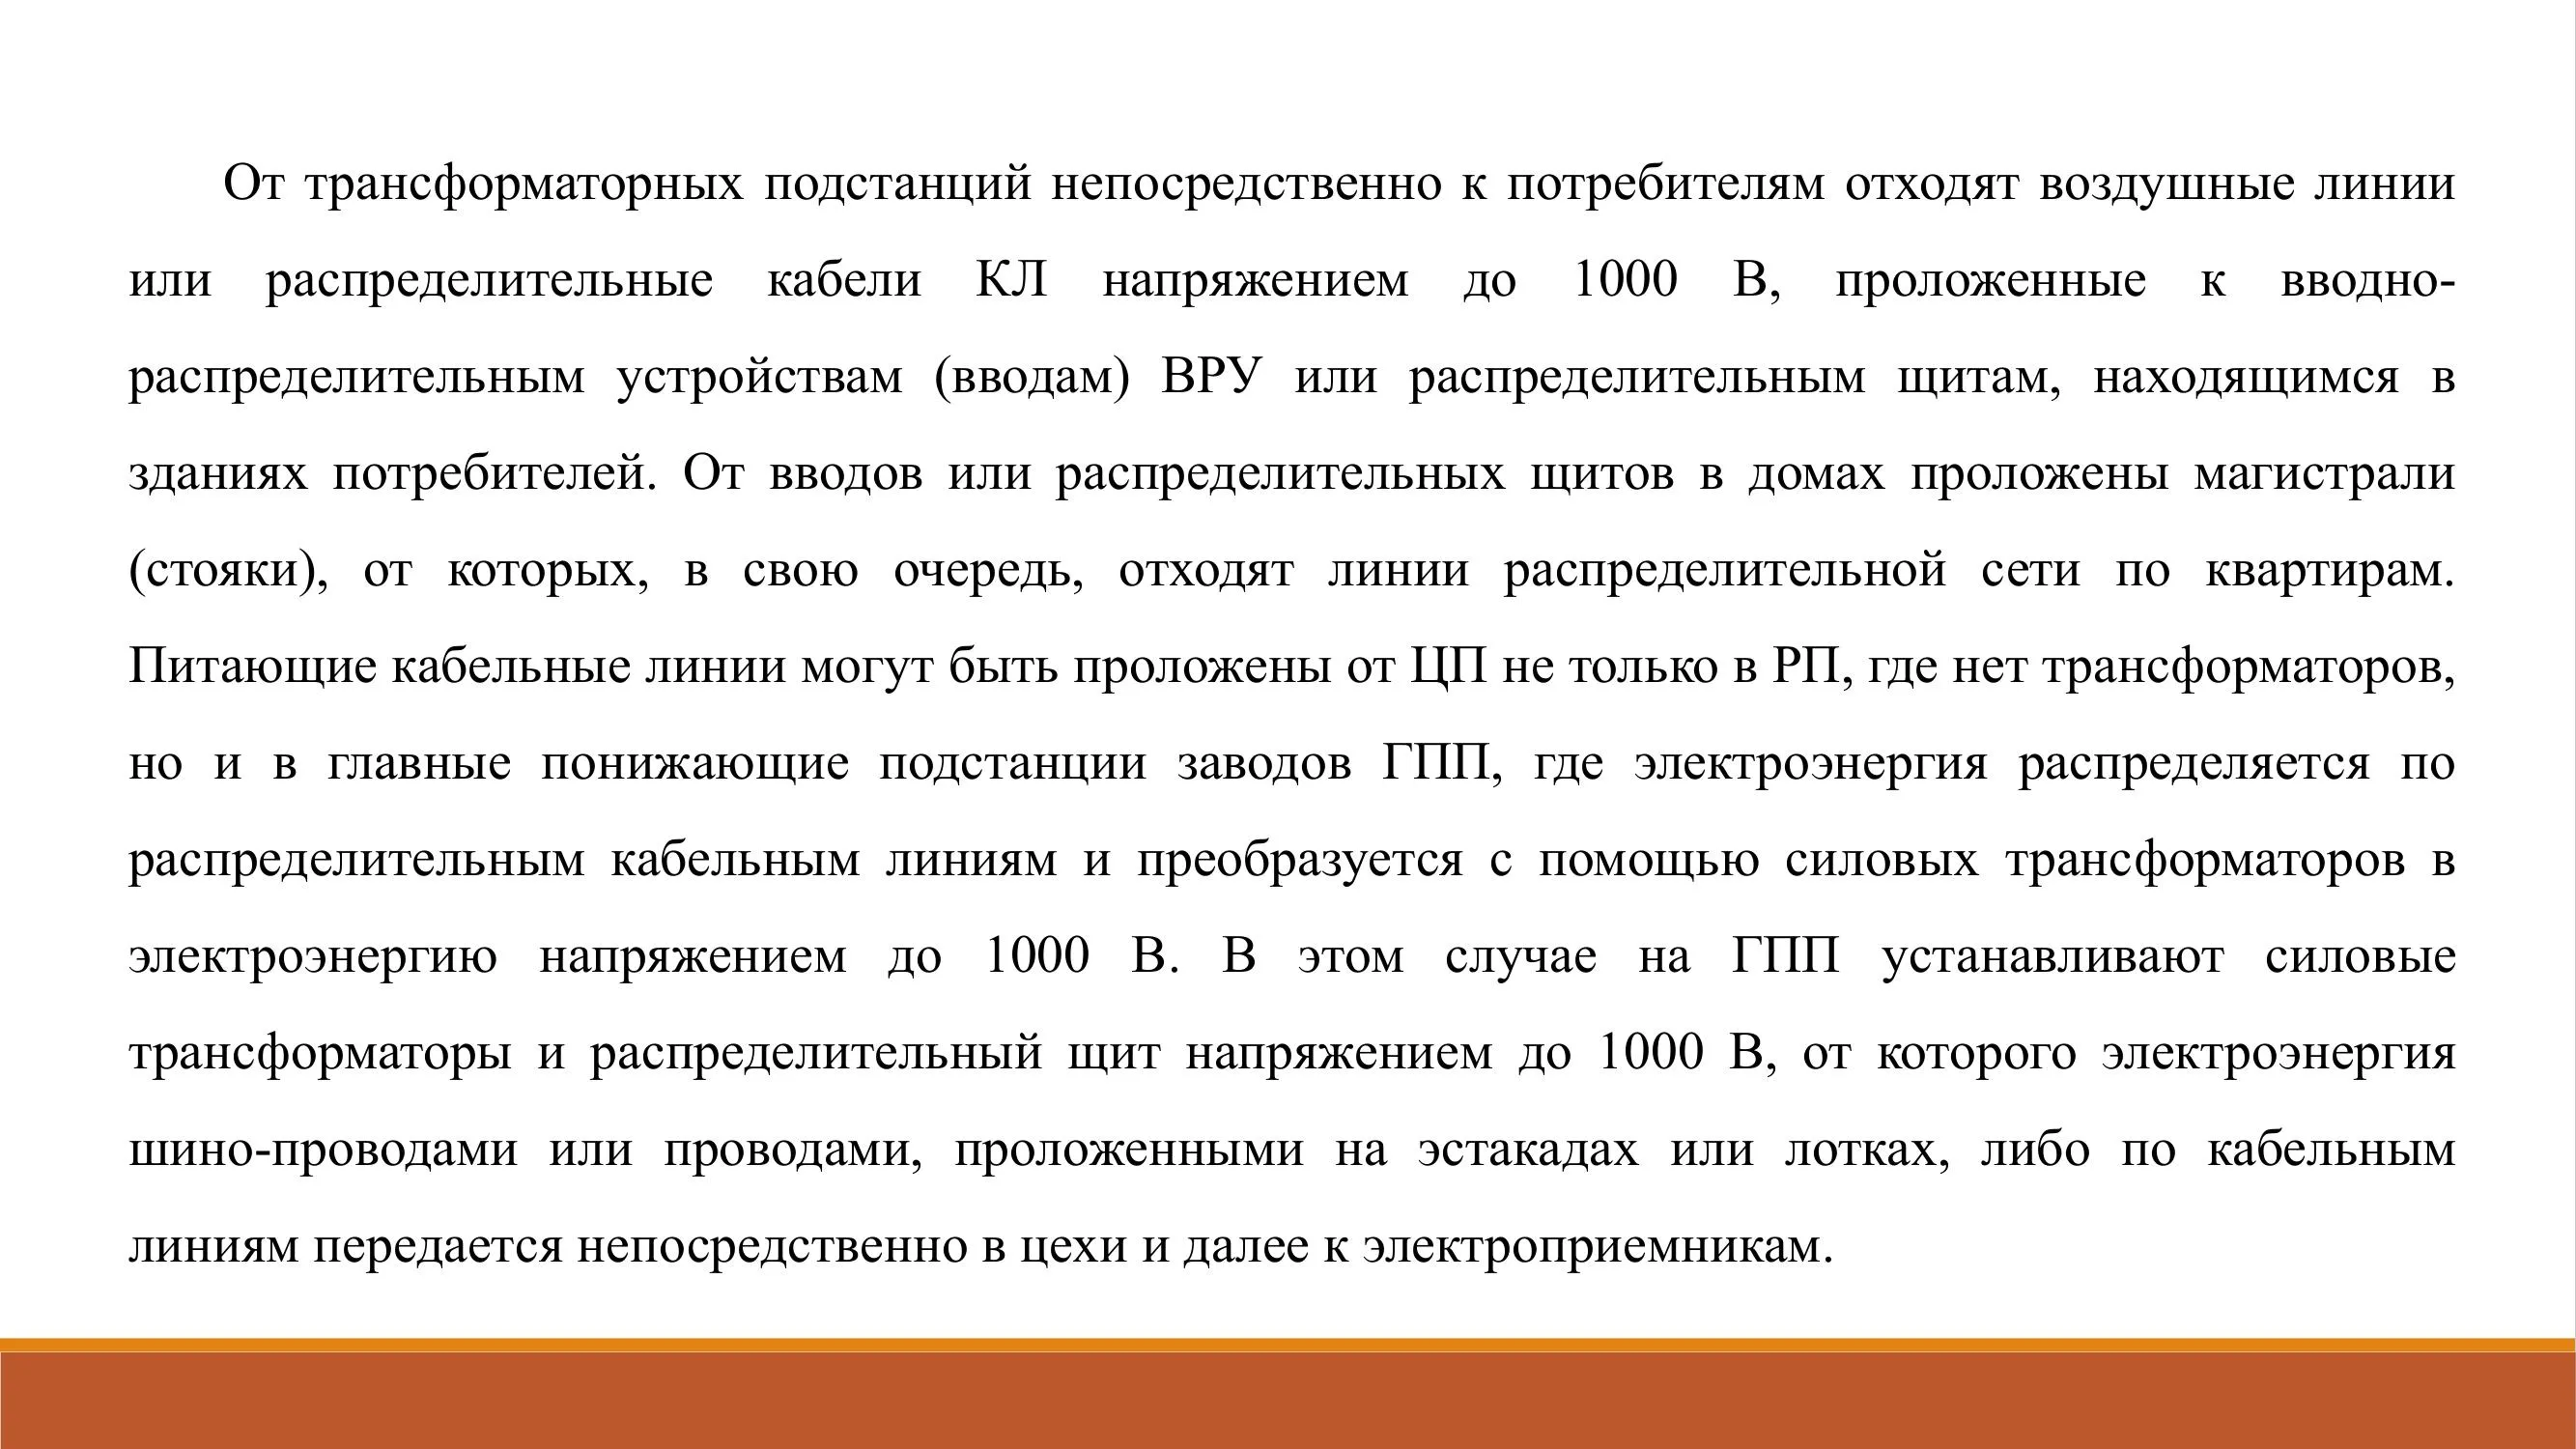 От трансформаторных подстанций непосредственно к потребителям отходят воздушные линии
или распределительные кабели КЛ напряжением до 1000 В, проложенные к вводно-
распределительным устройствам (вводам) ВРУ или распределительным щитам, находящимся в
зданиях потребителей. От вводов или распределительных щитов в домах проложены магистрали
(стояки), от которых, в свою очередь, отходят линии распределительной сети по квартирам.
Питающие кабельные линии могут быть проложены от ЦП не только в РП, где нет трансформаторов,
но и в главные понижающие подстанции заводов ГПП, где электроэнергия распределяется по
распределительным кабельным линиям и преобразуется с помощью силовых трансформаторов в
электроэнергию напряжением до 1000 В. В этом случае на ГПП устанавливают силовые
трансформаторы и распределительный щит напряжением до 1000 В, от которого электроэнергия
шино-проводами или проводами, проложенными на эстакадах или лотках, либо по кабельным
линиям передается непосредственно в цехи и далее к электроприемникам.